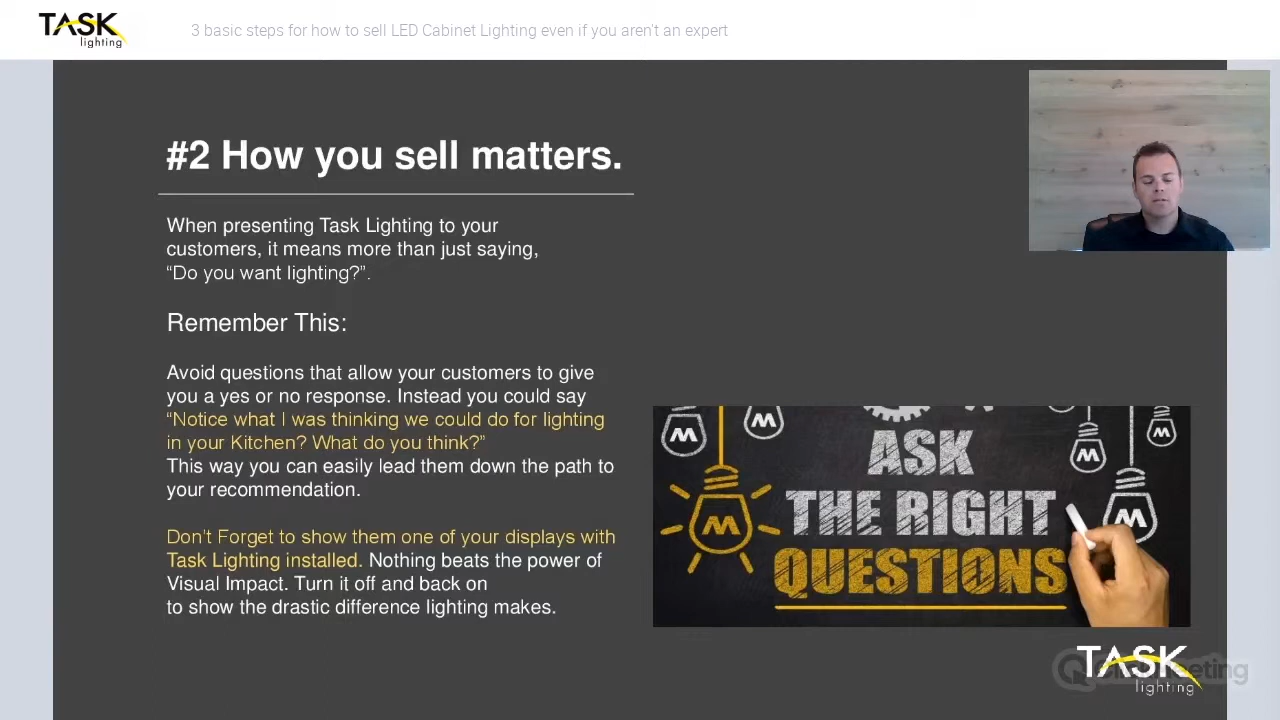 TASK
lighting
3 basic steps for how to sell LED Cabinet Lighting even if you aren't an expert
#2 How you sell matters.
When presenting Task Lighting to your
customers, it means more than just saying,
“Do you want lighting?”.
Remember This:
Avoid questions that allow your customers to give
you a yes or no response. Instead you could say
“Notice what I was thinking we could do for lighting
in your Kitchen? What do you think?”
This way you can easily lead them down the path to
your recommendation.
Don’t Forget to show them one of your displays with
Task Lighting installed. Nothing beats the power of
Visual Impact. Turn it off and back on
to show the drastic difference lighting makes.
ASK
THE RIGHT
QUESTIONS
TASK
lighting